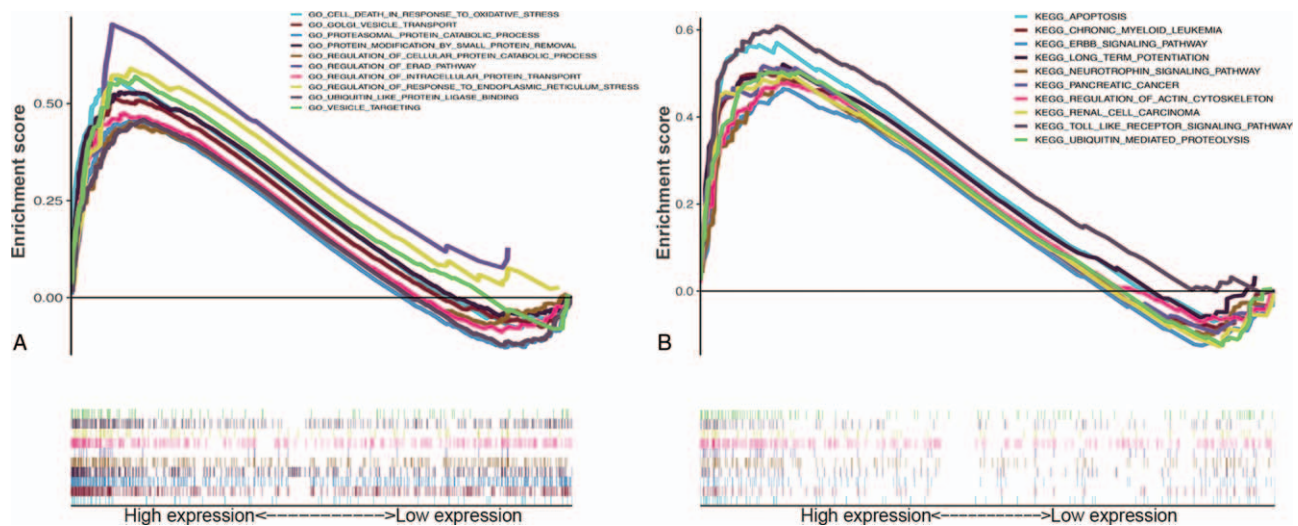 GO_CELL_DEATH_IN_RESPONSE_TO_OXIDATIVE_STRESS
GO_GOLGI_VESICLE_TRANSPORT
GO_PROTEASOMAL_PROTEIN_CATABOLIC_PROCESS
GO_PROTEIN_MODIFICATION_BY_SMALL_PROTEIN_REMOVAL
GO_REGULATION_OF_CELLULAR_PROTEIN_CATABOLIC_PROCESS
GO_REGULATION_OF_ERAD_PATHWAY
GO_REGULATION_OF_INTRACELLULAR_PROTEIN_TRANSPORT
GO_REGULATION_OF_RESPONSE_TO_ENDOPLASMIC_RETICULUM_STRESS
GO_UBIQUITIN_LIKE_PROTEIN_LIGASE_BINDING
GO_VESICLE_TARGETING
Enrichment score
0.50
0.25
0.00
A
High expression<------------>Low expression
KEGG_APOPTOSIS
KEGG_CHRONIC_MYELOID_LEUKEMIA
KEGG_ERBB_SIGNALING_PATHWAY
KEGG_LONG_TERM_POTENTIATION
KEGG_NEUROTROPHIN_SIGNALING_PATHWAY
KEGG_PANCREATIC_CANCER
KEGG_REGULATION_OF_ACTIN_CYTOSKELETON
KEGG_RENAL_CELL_CARCINOMA
KEGG_TOLL_LIKE_RECEPTOR_SIGNALING_PATHWAY
KEGG_UBIQUITIN_MEDIATED_PROTEOLYSIS
Enrichment score
0.6
0.4
0.2
0.0
B
High expression<------------>Low expression